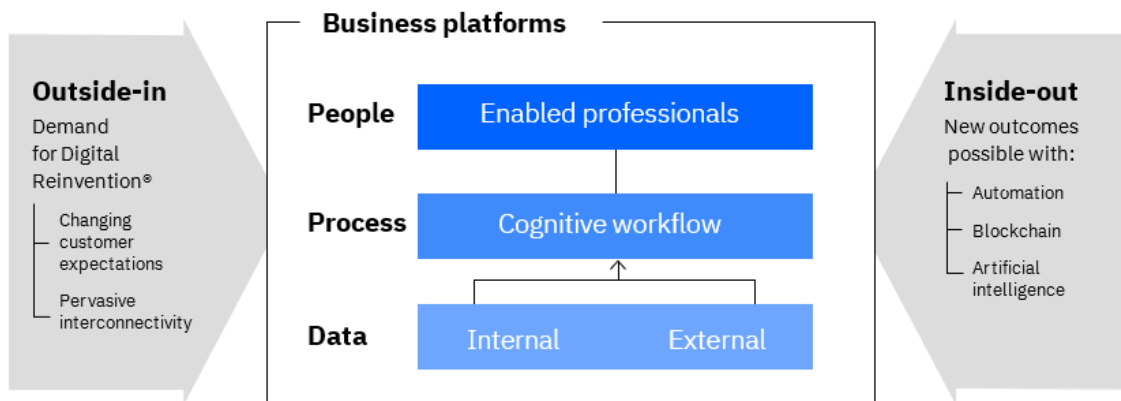 Business platforms
Outside-in
Demand
for Digital
Reinvention®
Changing
customer
expectations
Pervasive
interconnectivity
People
Enabled professionals
Process
Cognitive workflow
Data
Internal
External
Inside-out
New outcomes
possible with:
Automation
Blockchain
Artificial
intelligence